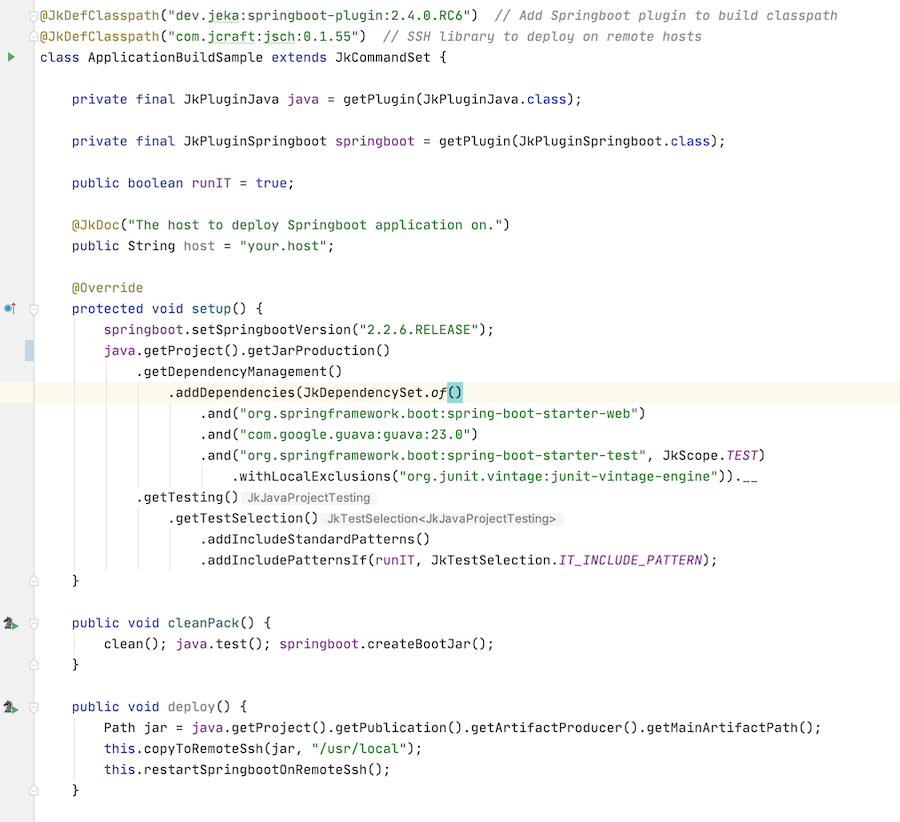 @JkDefClasspath("dev.jeka:springboot-plugin:2.4.0.RC6")  // Add Springboot plugin to build classpath
@JkDefClasspath("com.jcraft:jsch:0.1.55")  // SSH library to deploy on remote hosts
class ApplicationBuildSample extends JkCommandSet {
private final JkPluginJava java = getPlugin(JkPluginJava.class);
private final JkPluginSpringboot springboot = getPlugin(JkPluginSpringboot.class);
public boolean runIT = true;
@JkDoc("The host to deploy Springboot application on.")
public String host = "your.host";
@Override
protected void setup() {
springboot.setSpringbootVersion("2.2.6.RELEASE");
java.getProject().getJarProduction()
.getDependencyManagement()
.addDependencies(JkDependencySet.of()
.and("org.springframework.boot:spring-boot-starter-web")
.and("com.google.guava:guava:23.0")
.and("org.springframework.boot:spring-boot-starter-test", JkScope.TEST)
.withLocalExclusions("org.junit.vintage:junit-vintage-engine")).__
.getTesting() JkJavaProjectTesting
.getTestSelection() JkTestSelection<JkJavaProjectTesting>
.addIncludeStandardPatterns()
.addIncludePatternsIf(runIT, JkTestSelection.IT_INCLUDE_PATTERN);
}
public void cleanPack() {
clean(); java.test(); springboot.createBootJar();
}
public void deploy() {
Path jar = java.getProject().getPublication().getArtifactProducer().getMainArtifactPath();
this.copyToRemoteSsh(jar, "/usr/local");
this.restartSpringbootOnRemoteSsh();
}